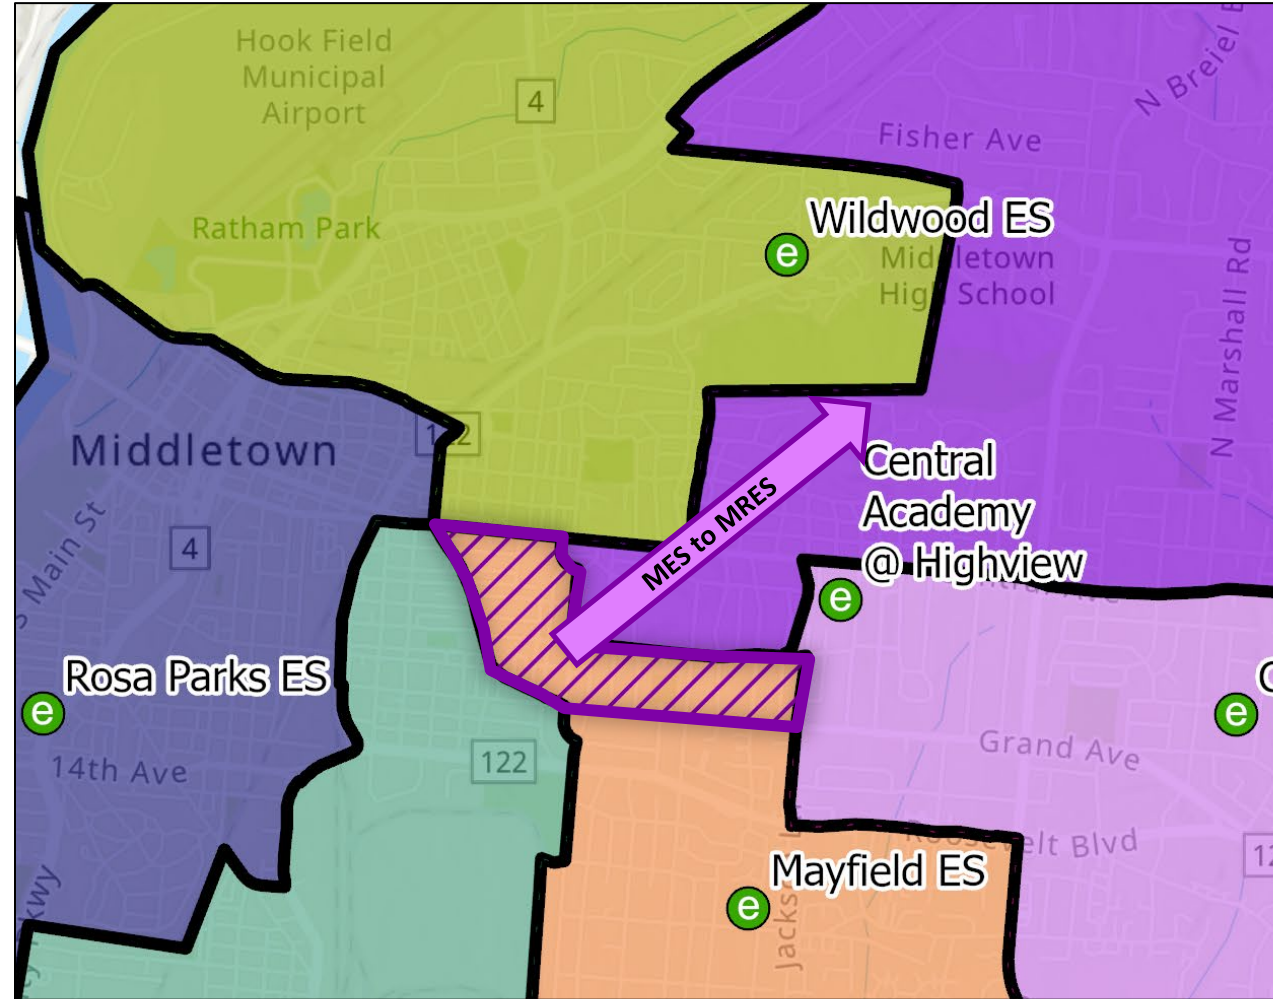 Hook Field
Municipal
Airport
4
N Breiel
Fisher Ave
Ratham Park
Wildwood ES
e
Middletown
High School
N Marshall Rd
122
Middletown
Central
Academy
@ Highview
MES to MRES
S Main St
4
e
Rosa Parks ES
e
e
Grand Ave
122
14th Ave
Roosevelt Blvd
Mayfield ES
e